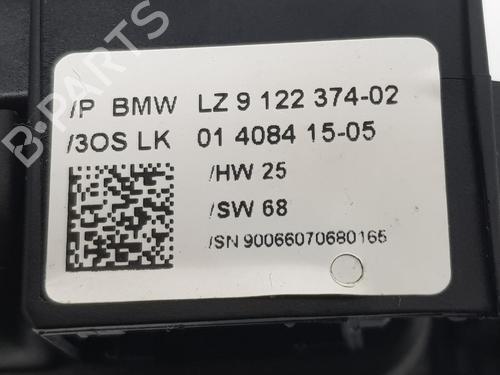 B-PARTS
/P BMW LZ 9 122 374-02
/3OS LK 01 4084 15-05
/HW 25
/SW 68
/SN 90066070680165